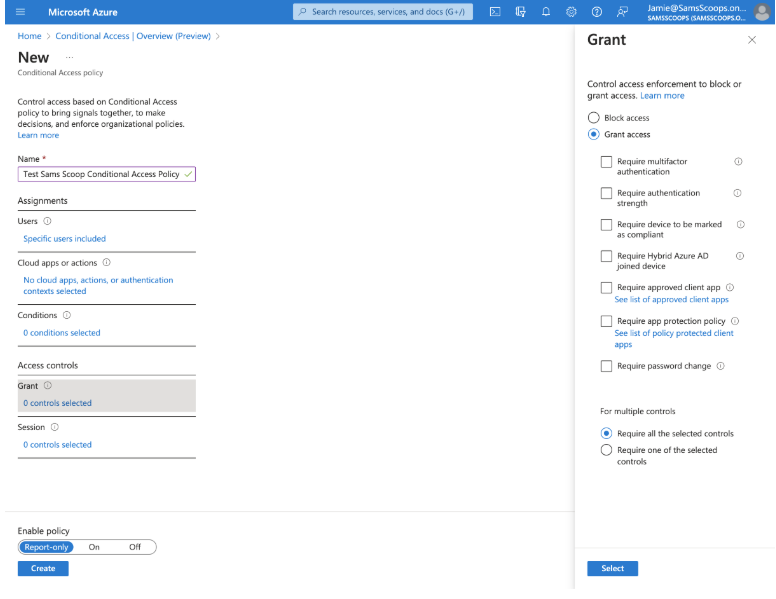 Microsoft Azure
Search resources, services, and docs (G+/)
Jamie@SamsScoops.on...
SAMSSCOOPS (SAMSSCOOPS.O...
Home > Conditional Access | Overview (Preview) >
New ...
Conditional Access policy
Control access based on Conditional Access
policy to bring signals together, to make
decisions, and enforce organizational policies.
Learn more
Name *
Test Sams Scoop Conditional Access Policy
Assignments
Users
Specific users included
Cloud apps or actions
No cloud apps, actions, or authentication
contexts selected
Conditions
0 conditions selected
Access controls
Grant
0 controls selected
Session
0 controls selected
Enable policy
Report-only On Off
Create
Grant
Control access enforcement to block or
grant access. Learn more
Block access
Grant access
Require multifactor
authentication
Require authentication
strength
Require device to be marked
as compliant
Require Hybrid Azure AD
joined device
Require approved client app
See list of approved client apps
Require app protection policy
See list of policy protected client
apps
Require password change
For multiple controls
Require all the selected controls
Require one of the selected
controls
Select